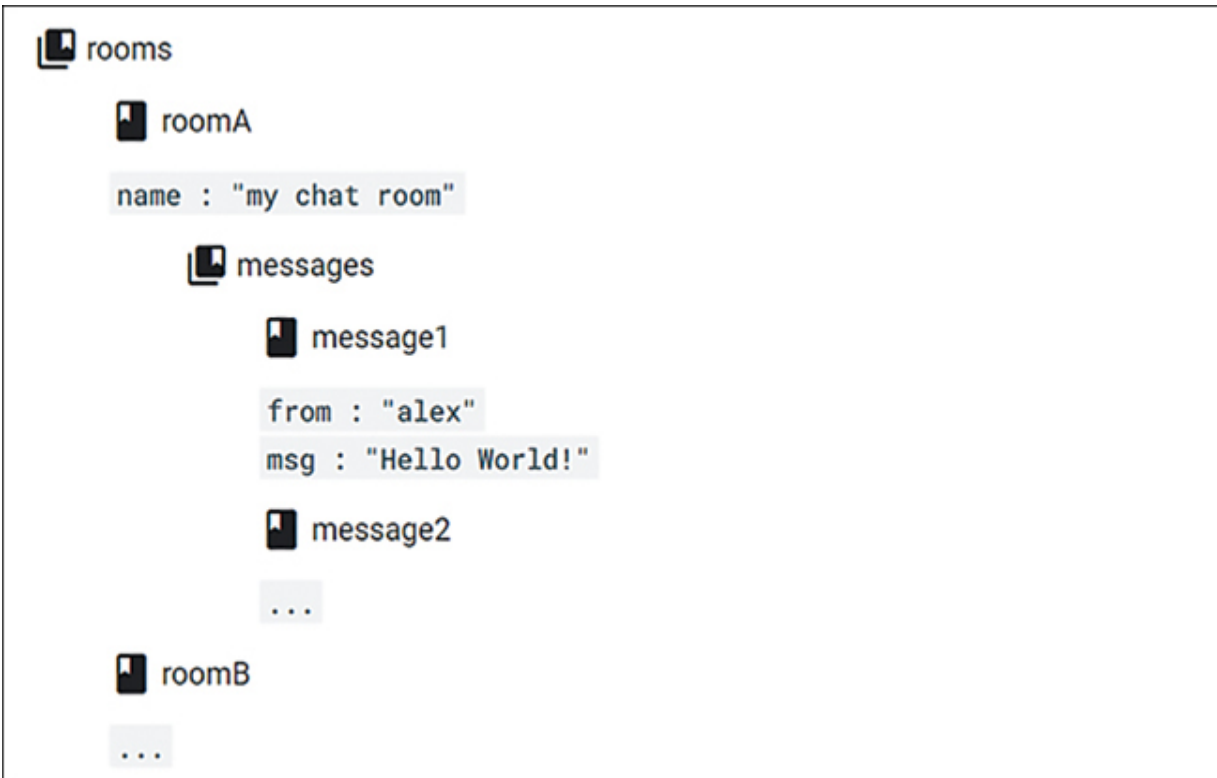 rooms
roomA
name : "my chat room"
messages
message1
from : "alex"
msg : "Hello World!"
message2
...
roomB
...